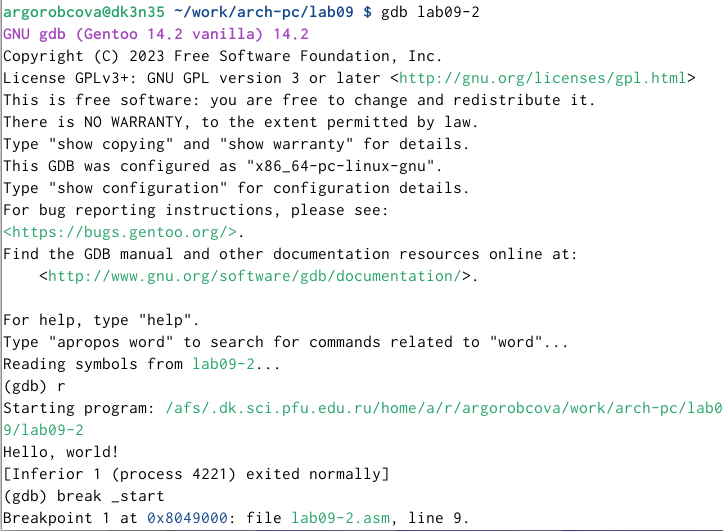 argorobcova@dk3n35 ~/work/arch-pc/lab09 $ gdb lab09-2
GNU gdb (Gentoo 14.2 vanilla) 14.2
Copyright (C) 2023 Free Software Foundation, Inc.
License GPLv3+: GNU GPL version 3 or later <http://gnu.org/licenses/gpl.html>
This is free software: you are free to change and redistribute it.
There is NO WARRANTY, to the extent permitted by law.
Type "show copying" and "show warranty" for details.
This GDB was configured as "x86_64-pc-linux-gnu".
Type "show configuration" for configuration details.
For bug reporting instructions, please see:
<https://bugs.gentoo.org/>.
Find the GDB manual and other documentation resources online at:
    <http://www.gnu.org/software/gdb/documentation/>.

For help, type "help".
Type "apropos word" to search for commands related to "word"...
Reading symbols from lab09-2...
(gdb) r
Starting program: /afs/.dk.sci.pfu.edu.ru/home/a/r/argorobcova/work/arch-pc/lab0
9/lab09-2
Hello, world!
[Inferior 1 (process 4221) exited normally]
(gdb) break _start
Breakpoint 1 at 0x8049000: file lab09-2.asm, line 9.